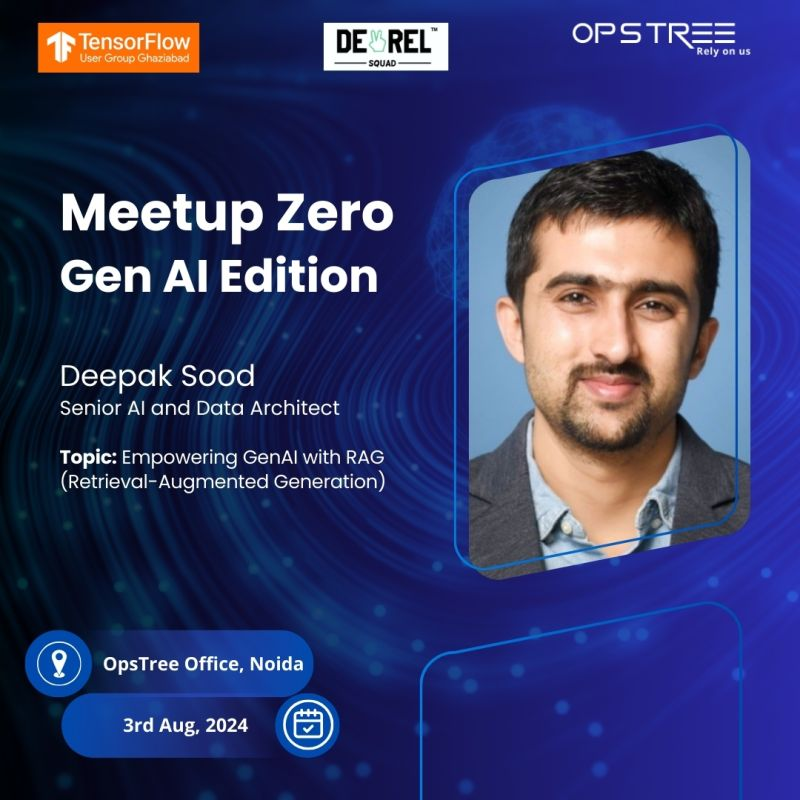 TensorFlow
User Group Ghaziabad
DEVREL™
SQUAD
OPSTREE
Rely on us
Meetup Zero
Gen AI Edition
Deepak Sood
Senior AI and Data Architect
Topic: Empowering GenAI with RAG
(Retrieval-Augmented Generation)
OpsTree Office, Noida
3rd Aug, 2024